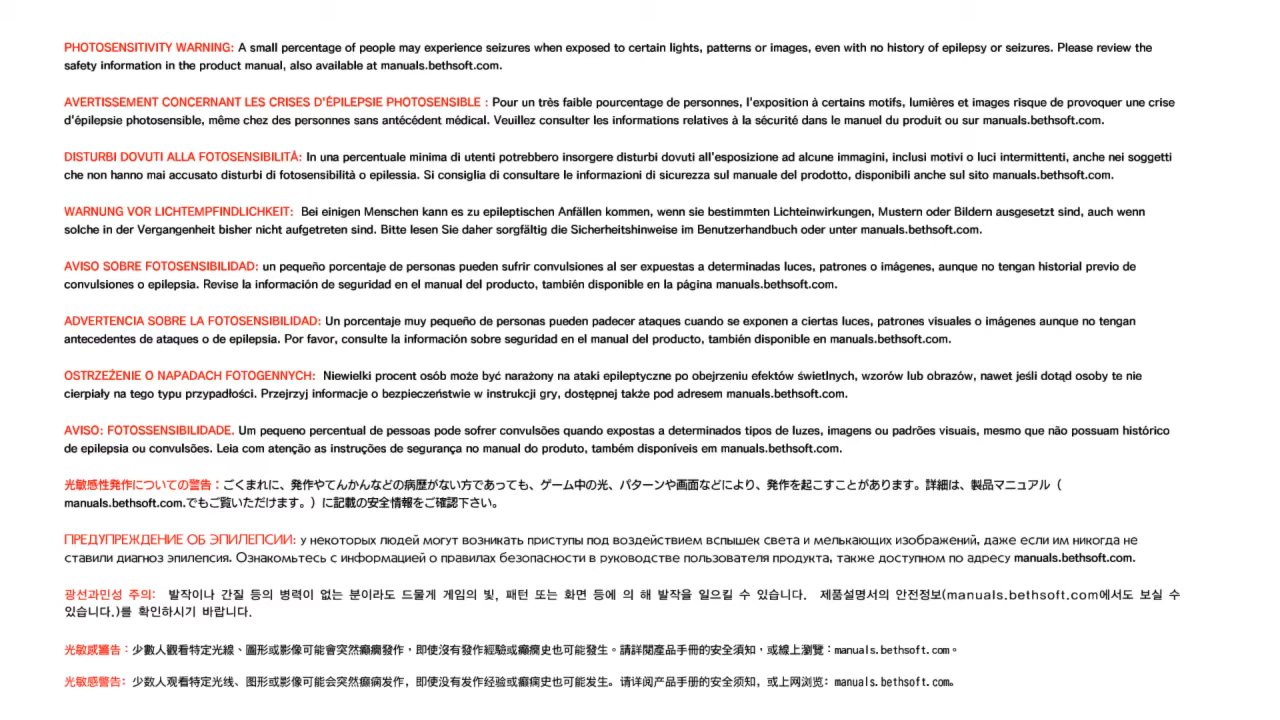 PHOTOSENSITIVITY WARNING: A small percentage of people may experience seizures when exposed to certain lights, patterns or images, even with no history of epilepsy or seizures. Please review the
safety information in the product manual, also available at manuals.bethsoft.com.
AVERTISSEMENT CONCERNANT LES CRISES D'ÉPILEPSIE PHOTOSENSIBLE : Pour un très faible pourcentage de personnes, l'exposition à certains motifs, lumières et images risque de provoquer une crise
d'épilepsie photosensible, même chez des personnes sans antécédent médical. Veuillez consulter les informations relatives à la sécurité dans le manuel du produit ou sur manuals.bethsoft.com.
DISTURBI DOVUTI ALLA FOTOSENSIBILITÀ: In una percentuale minima di utenti potrebbero insorgere disturbi dovuti all'esposizione ad alcune immagini, inclusi motivi o luci intermittenti, anche nei soggetti
che non hanno mai accusato disturbi di fotosensibilità o epilessia. Si consiglia di consultare le informazioni di sicurezza sul manuale del prodotto, disponibili anche sul sito manuals.bethsoft.com.
WARNUNG VOR LICHTEMPFINDLICHKEIT: Bei einigen Menschen kann es zu epileptischen Anfällen kommen, wenn sie bestimmten Lichteinwirkungen, Mustern oder Bildern ausgesetzt sind, auch wenn
solche in der Vergangenheit bisher nicht aufgetreten sind. Bitte lesen Sie daher sorgfältig die Sicherheitshinweise im Benutzerhandbuch oder unter manuals.bethsoft.com.
AVISO SOBRE FOTOSENSIBILIDAD: un pequeño porcentaje de personas pueden sufrir convulsiones al ser expuestas a determinadas luces, patrones o imágenes, aunque no tengan historial previo de
convulsiones o epilepsia. Revise la información de seguridad en el manual del producto, también disponible en la página manuals.bethsoft.com.
ADVERTENCIA SOBRE LA FOTOSENSIBILIDAD: Un porcentaje muy pequeño de personas pueden padecer ataques cuando se exponen a ciertas luces, patrones visuales o imágenes aunque no tengan
antecedentes de ataques o de epilepsia. Por favor, consulte la información sobre seguridad en el manual del producto, también disponible en manuals.bethsoft.com.
OSTRZEŻENIE O NAPADACH FOTOGENNYCH: Niewielki procent osób może być narażony na ataki epileptyczne po obejrzeniu efektów świetlnych, wzorów lub obrazów, nawet jeśli dotąd osoby te nie
cierpiały na tego typu przypadłości. Przejrzyj informacje o bezpieczeństwie w instrukcji gry, dostępnej także pod adresem manuals.bethsoft.com.
AVISO: FOTOSSENSIBILIDADE. Um pequeno percentual de pessoas pode sofrer convulsões quando expostas a determinados tipos de luzes, imagens ou padrões visuais, mesmo que não possuam histórico
de epilepsia ou convulsões. Leia com atenção as instruções de segurança no manual do produto, também disponíveis em manuals.bethsoft.com.
光敏感性発作についての警告：ごくまれに、発作やてんかんなどの病歴がない方であっても、ゲーム中の光、パターンや画面などにより、発作を起こすことがあります。詳細は、製品マニュアル（
manuals.bethsoft.com.でもご覧いただけます。）に記載の安全情報をご確認下さい。
ПРЕДУПРЕЖДЕНИЕ ОБ ЭПИЛЕПСИИ: у некоторых людей могут возникать приступы под воздействием вспышек света и мелькающих изображений, даже если им никогда не
ставили диагноз эпилепсия. Ознакомьтесь с информацией о правилах безопасности в руководстве пользователя продукта, также доступном по адресу manuals.bethsoft.com.
광선과민성 주의: 발작이나 간질 등의 병력이 없는 분이라도 드물게 게임의 빛, 패턴 또는 화면 등에 의 해 발작을 일으킬 수 있습니다. 제품설명서의 안전정보(manuals.bethsoft.com에서도 보실 수
있습니다.)를 확인하시기 바랍니다.
光敏感警告：少數人觀看特定光線、圖形或影像可能會突然癲癇發作，即使沒有發作經驗或癲癇史也可能發生。請詳閱產品手冊的安全須知，或線上瀏覽：manuals.bethsoft.com。
光敏感警告：少数人观看特定光线、图形或影像可能会突然癫痫发作，即使没有发作经验或癫痫史也可能发生。请详阅产品手册的安全须知，或上网浏览：manuals.bethsoft.com。